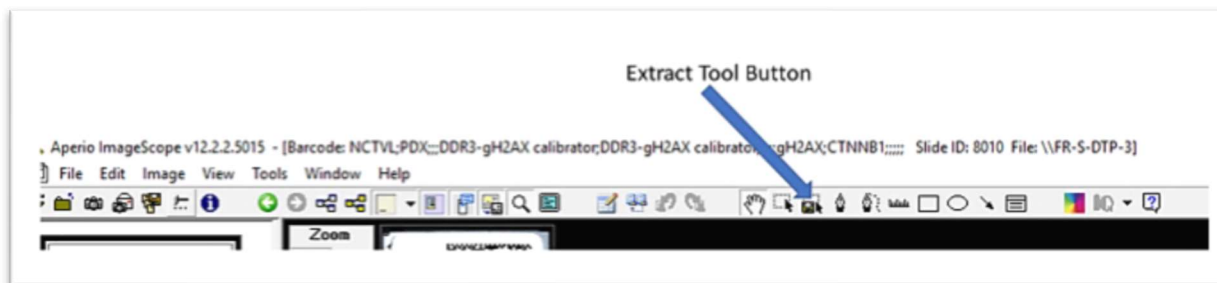 Extract Tool Button
Aperio ImageScope v12.2.2.5015 - [Barcode: NCTVL;PDX;;;DDR3-gH2AX calibrator;DDR3-gH2AX calibrator gH2AX;CTNNB1;;;;; Slide ID: 8010 File: \\FR-S-DTP-3]
File Edit Image View Tools Window Help
Zoom